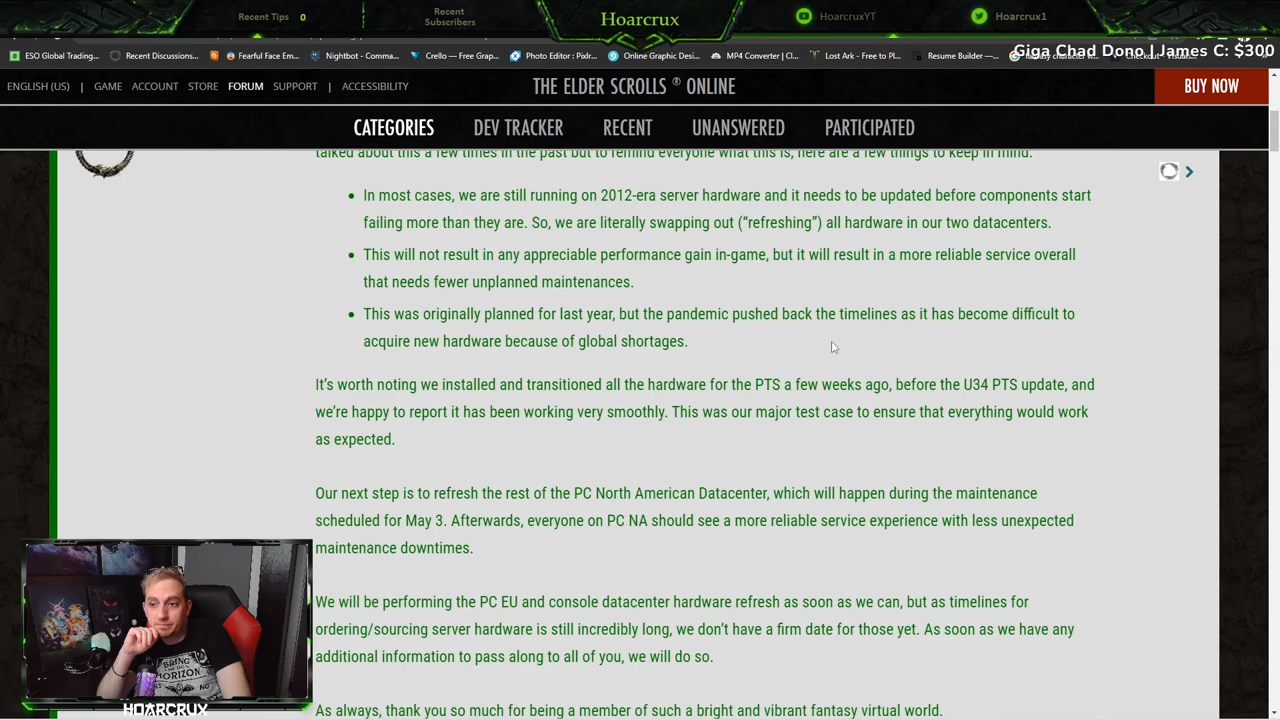 Recent Tips 0
Recent
Subscribers
Hoarcrux
HoarcruxYT
Hoarcrux1
Giga Chad Dono | James C: $300
ESO Global Trading...
Recent Discussions...
Fearful Face Em...
Nightbot - Comma...
Crello — Free Grap...
Photo Editor : Pixlr...
Online Graphic Desi...
MP4 Converter | Cl...
Lost Ark - Free to Pl...
Resume Builder —...
ENGLISH (US) | GAME ACCOUNT STORE FORUM SUPPORT | ACCESSIBILITY
THE ELDER SCROLLS ® ONLINE
BUY NOW
CATEGORIES DEV TRACKER RECENT UNANSWERED PARTICIPATED
talked about this a few times in the past but to remind everyone what this is, here are a few things to keep in mind:
• In most cases, we are still running on 2012-era server hardware and it needs to be updated before components start
failing more than they are. So, we are literally swapping out (“refreshing”) all hardware in our two datacenters.
• This will not result in any appreciable performance gain in-game, but it will result in a more reliable service overall
that needs fewer unplanned maintenances.
• This was originally planned for last year, but the pandemic pushed back the timelines as it has become difficult to
acquire new hardware because of global shortages.
It’s worth noting we installed and transitioned all the hardware for the PTS a few weeks ago, before the U34 PTS update, and
we’re happy to report it has been working very smoothly. This was our major test case to ensure that everything would work
as expected.
Our next step is to refresh the rest of the PC North American Datacenter, which will happen during the maintenance
scheduled for May 3. Afterwards, everyone on PC NA should see a more reliable service experience with less unexpected
maintenance downtimes.
We will be performing the PC EU and console datacenter hardware refresh as soon as we can, but as timelines for
ordering/sourcing server hardware is still incredibly long, we don’t have a firm date for those yet. As soon as we have any
additional information to pass along to all of you, we will do so.
BRING
HORIZON
NO
HOARCRUX
As always, thank you so much for being a member of such a bright and vibrant fantasy virtual world.